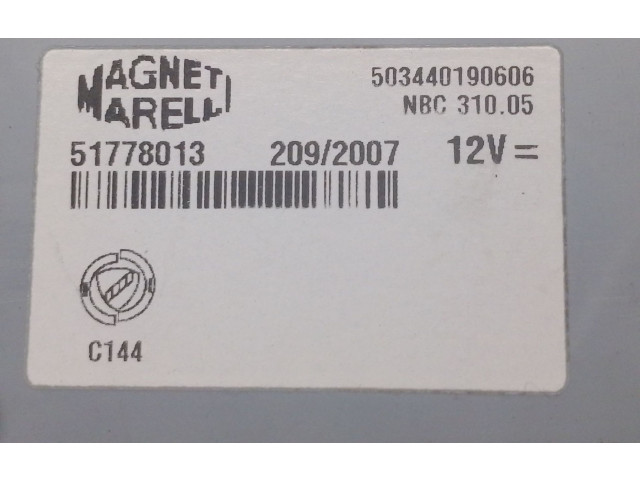 MAGNETI
MARELLI
503440190606
NBC 310.05
51778013 209/2007 12V =
C144